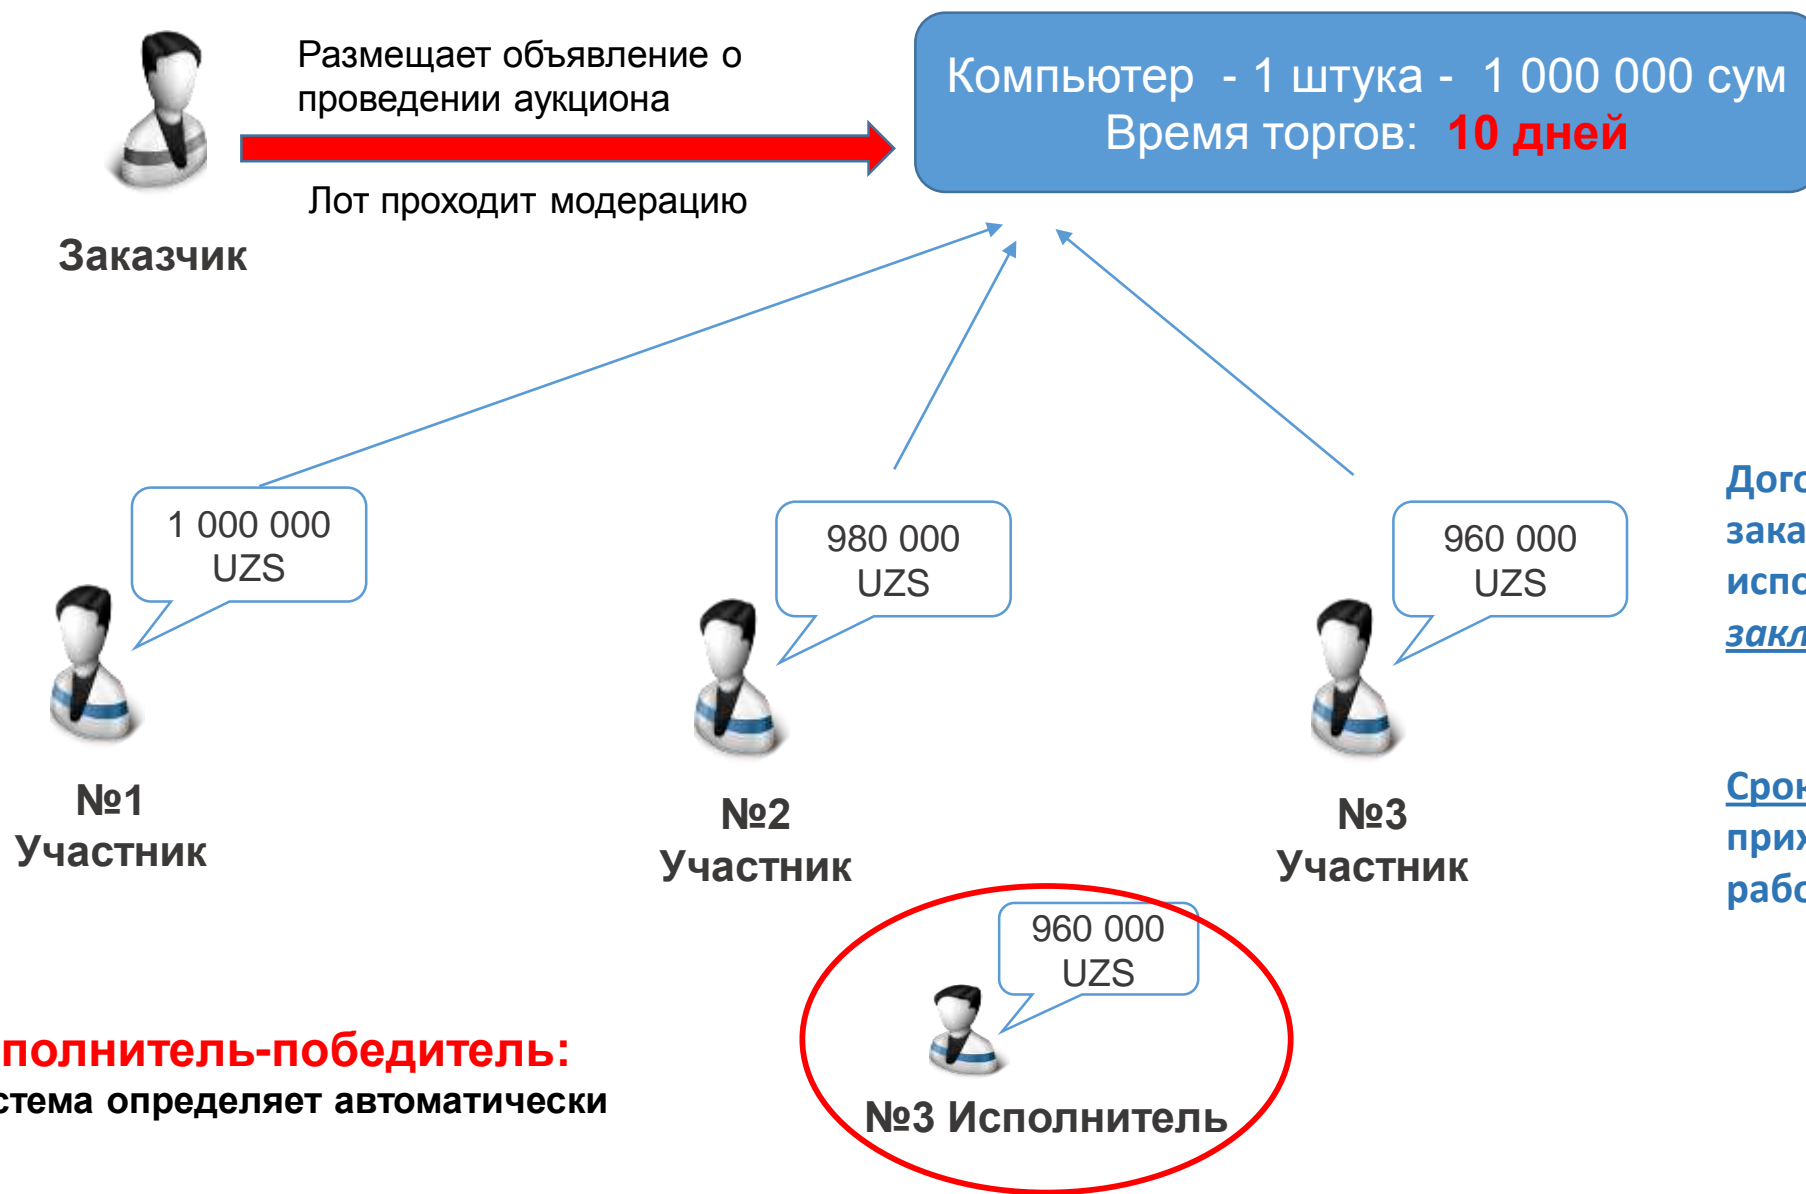 Размещает объявление о
проведении аукциона
Лот проходит модерацию
Заказчик
Компьютер - 1 штука - 1 000 000 сум
Время торгов: 10 дней
1 000 000
UZS
980 000
UZS
960 000
UZS
№1
Участник
№2
Участник
№3
Участник
960 000
UZS
№3 Исполнитель
полнитель-победитель:
стема определяет автоматически